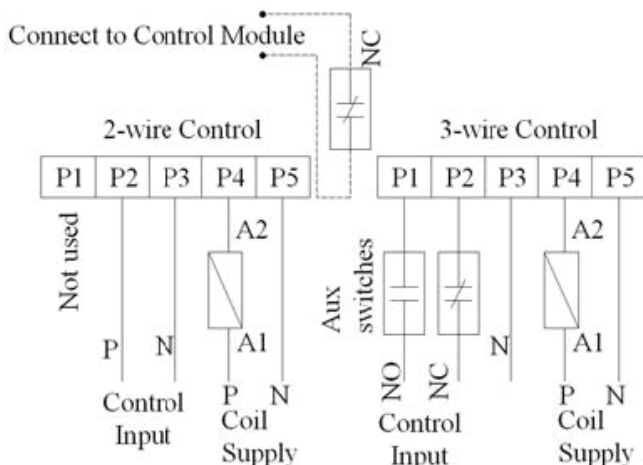 Connect to Control Module
NC
2-wire Control
3-wire Control
P1 P2 P3 P4 P5
P1 P2 P3 P4 P5
Not used
A2
A1
P
N
P N
Control
Input
Coil
Supply
Aux
switches
A2
A1
NO
NC
N
P N
Control
Input
Coil
Supply